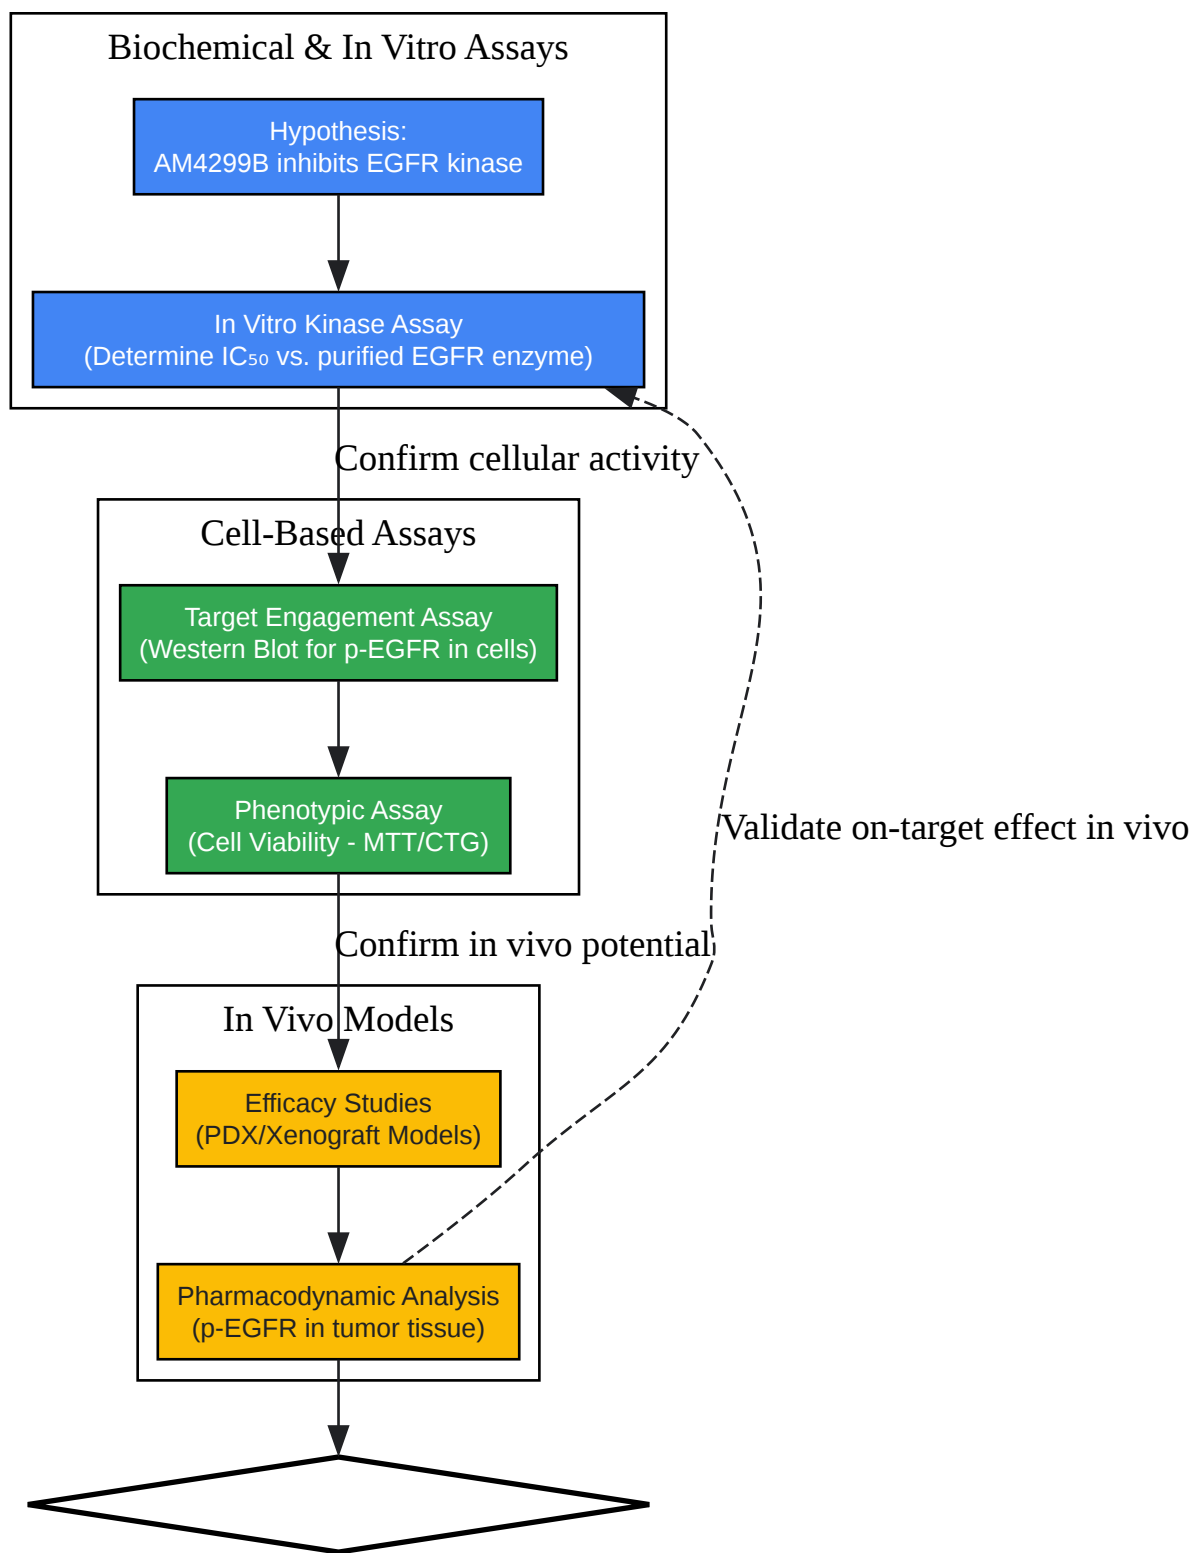 Biochemical & In Vitro Assays
Hypothesis:
AM4299B inhibits EGFR kinase
In Vitro Kinase Assay
(Determine IC₅₀ vs. purified EGFR enzyme)
Confirm cellular activity
Cell-Based Assays
Target Engagement Assay
(Western Blot for p-EGFR in cells)
Phenotypic Assay
(Cell Viability - MTT/CTG)
Validate on-target effect in vivo
Confirm in vivo potential
In Vivo Models
Efficacy Studies
(PDX/Xenograft Models)
Pharmacodynamic Analysis
(p-EGFR in tumor tissue)